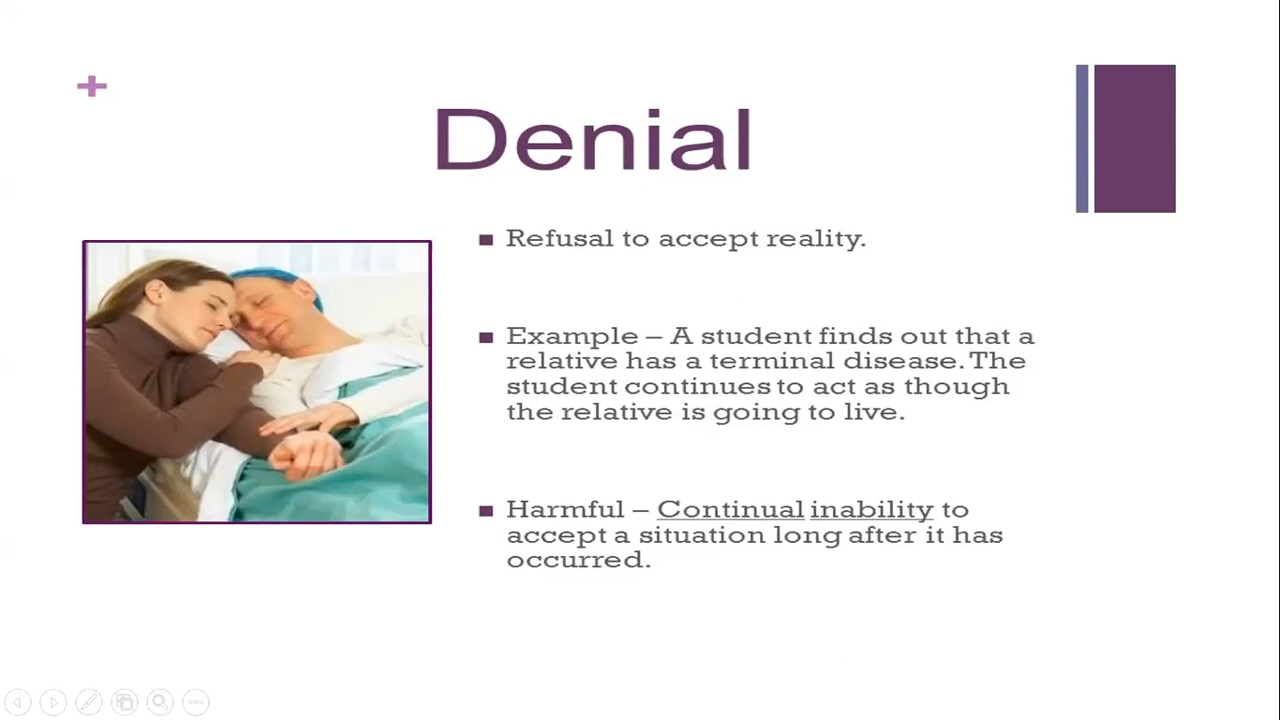 Denial
Refusal to accept reality.
Example – A student finds out that a
relative has a terminal disease. The
student continues to act as though
the relative is going to live.
Harmful – Continual inability to
accept a situation long after it has
occurred.